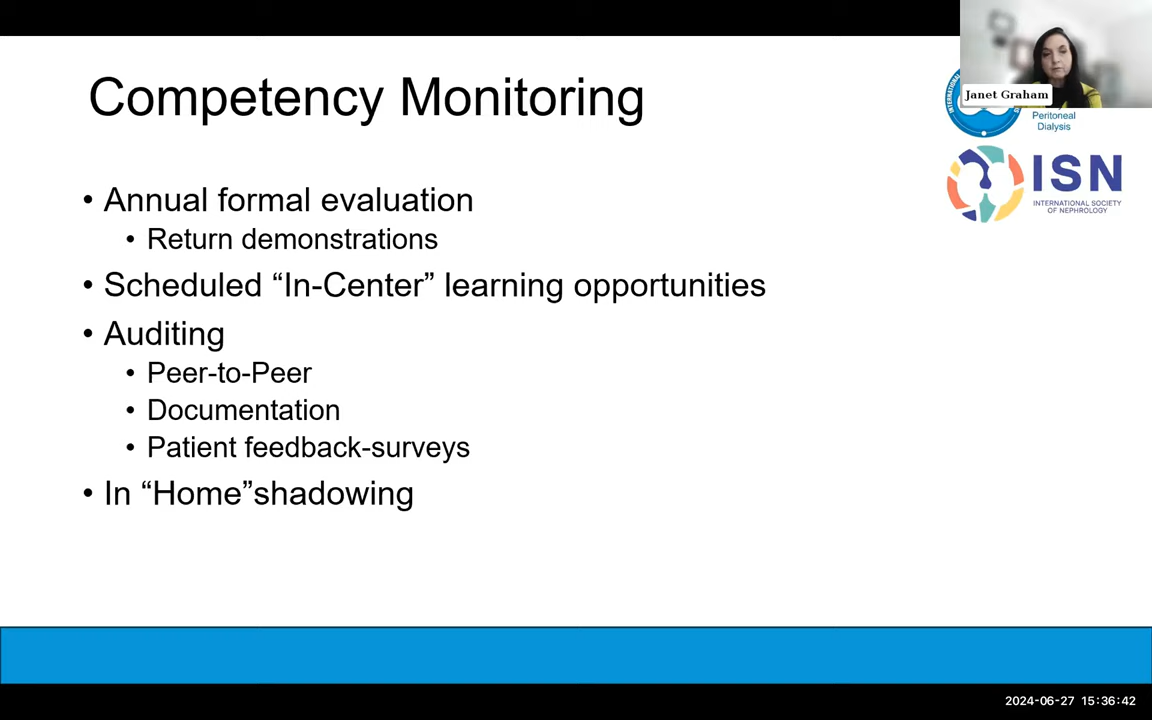 Competency Monitoring
• Annual formal evaluation
• Return demonstrations
• Scheduled “In-Center” learning opportunities
• Auditing
• Peer-to-Peer
• Documentation
• Patient feedback-surveys
• In “Home”shadowing
Janet Graham
Peritoneal
Dialysis
ISN
INTERNATIONAL SOCIETY
OF NEPHROLOGY
2024-06-27 15:36:42